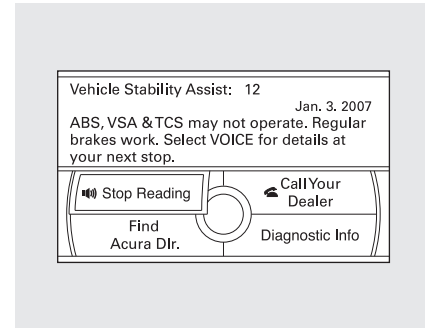 Vehicle Stability Assist: 12
Jan. 3. 2007
ABS, VSA & TCS may not operate. Regular
brakes work. Select VOICE for details at
your next stop.
Stop Reading
Call Your
Dealer
Find
Acura Dlr.
Diagnostic Info